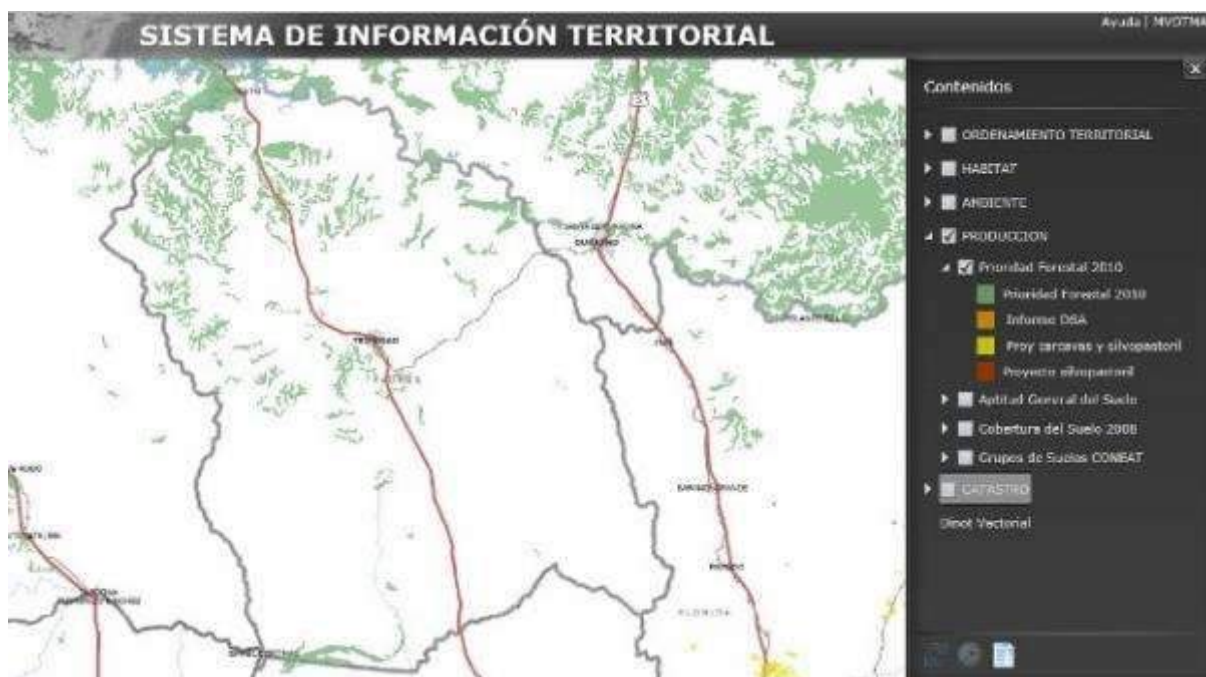 Ayuda | MVOTMA
SISTEMA DE INFORMACIÓN TERRITORIAL
Contenidos
ORDENAMIENTO TERRITORIAL
HABITAT
AMBIENTE
PRODUCCION
Prioridad Forestal 2010
Prioridad Forestal 2010
Informe DSA
Proy carcavas y silvopastoril
Proyecto silvopastoril
Aptitud General del Suelo
Cobertura del Suelo 2008
Grupos de Suelos CONEAT
CATASTRO
Dinot Vectorial
DURAZNO
TRINIDAD
FLORES
SARANDI GRANDE
FLORIDA